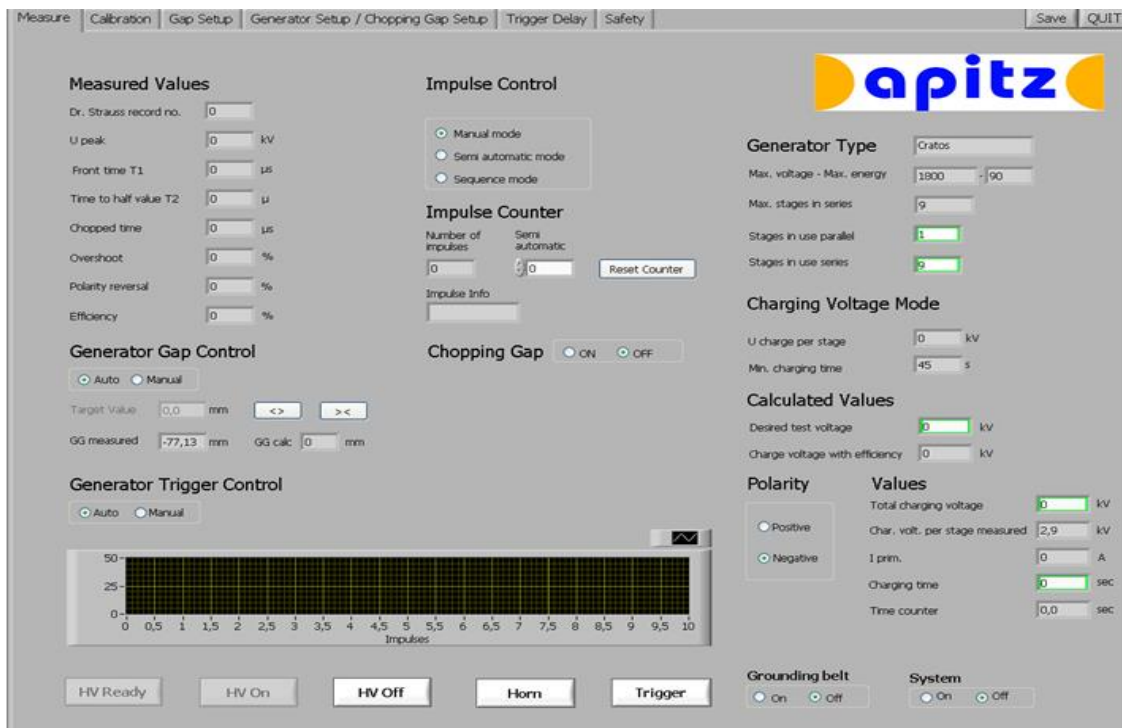 Measure Calibration Gap Setup Generator Setup / Chopping Gap Setup Trigger Delay Safety Save QUIT
apitz
Measured Values
Dr. Strauss record no. 0
U peak 0 kV
Front time T1 0 µs
Time to half value T2 0 µ
Chopped time 0 µs
Overshoot 0 %
Polarity reversal 0 %
Efficiency 0 %
Generator Gap Control
Auto Manual
Target Value 0,0 mm <> ><
GG measured -77,13 mm GG calc 0 mm
Generator Trigger Control
Auto Manual
50
25
0
0 0,5 1 1,5 2 2,5 3 3,5 4 4,5 5 5,5 6 6,5 7 7,5 8 8,5 9 9,5 10
Impulses
HV Ready HV On HV Off Horn Trigger
Impulse Control
Manual mode
Semi automatic mode
Sequence mode
Impulse Counter
Number of impulses
Semi automatic
0 0 Reset Counter
Impulse Info
Chopping Gap ON OFF
Generator Type Cratos
Max. voltage - Max. energy 1800 - 90
Max. stages in series 9
Stages in use parallel 1
Stages in use series 9
Charging Voltage Mode
U charge per stage 0 kV
Min. charging time 45 s
Calculated Values
Desired test voltage 0 kV
Charge voltage with efficiency 0 kV
Polarity
Positive
Negative
Values
Total charging voltage 0 kV
Char. volt. per stage measured 2,9 kV
I prim. 0 A
Charging time 0 sec
Time counter 0,0 sec
Grounding belt
On Off
System
On Off